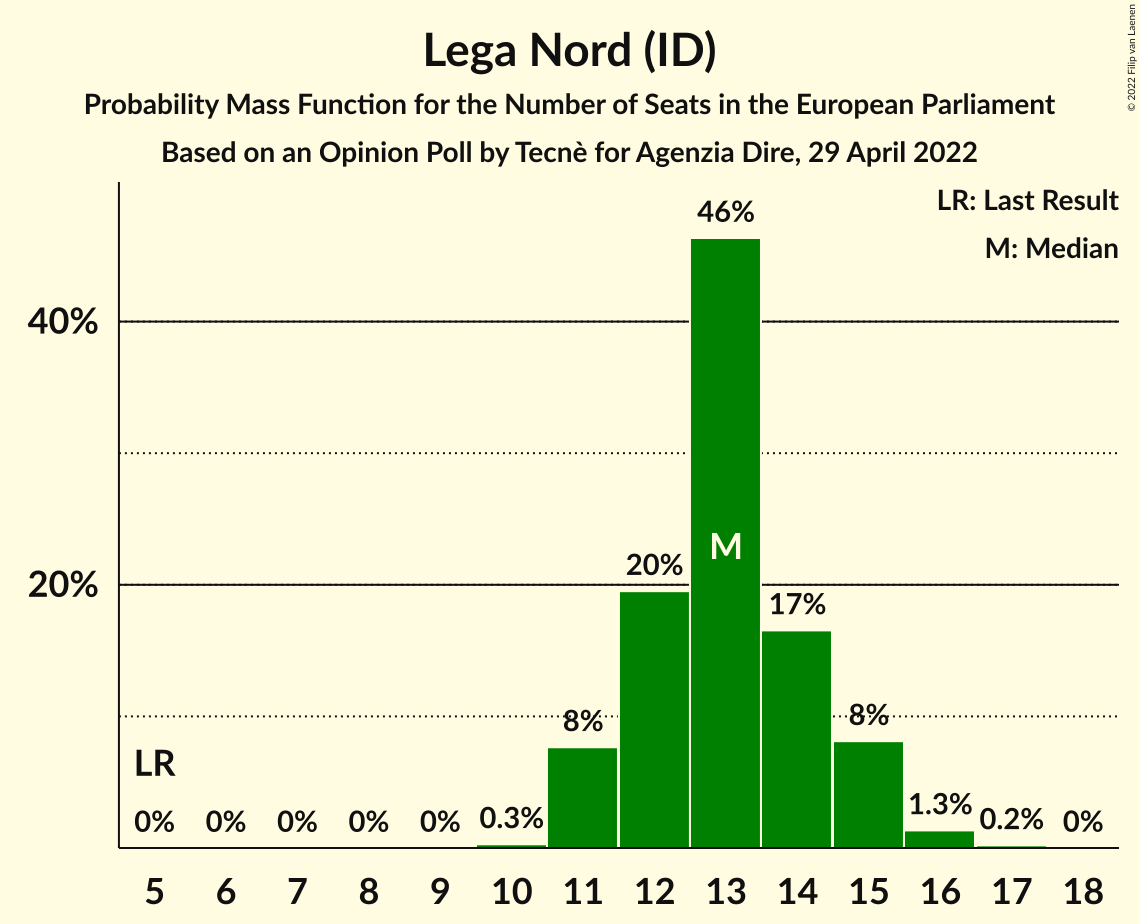 Lega Nord (ID)
Probability Mass Function for the Number of Seats in the European Parliament
Based on an Opinion Poll by Tecnè for Agenzia Dire, 29 April 2022
© 2022 Filip van Laenen
LR: Last Result
M: Median
46%
40%
M
20%
20%
17%
8%
8%
LR
0% 0% 0% 0% 0% 0.3% 1.3% 0.2% 0%
5 6 7 8 9 10 11 12 13 14 15 16 17 18